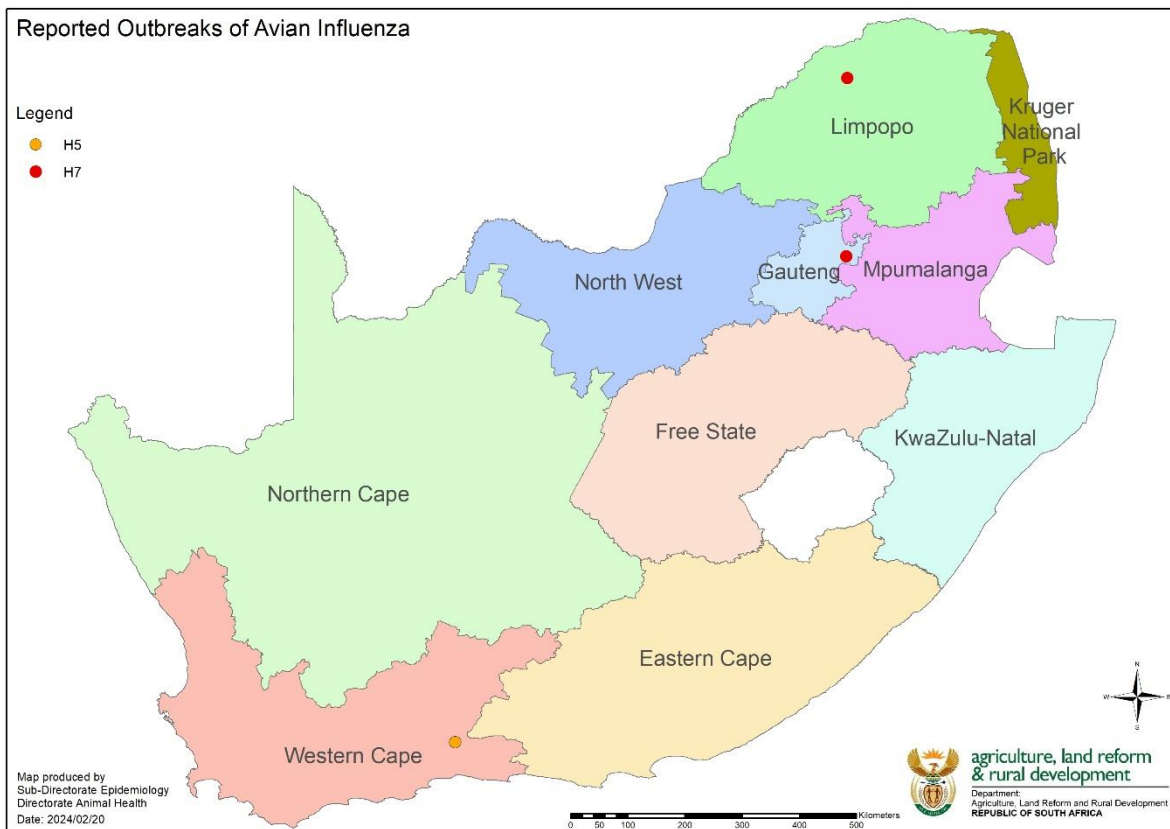 Reported Outbreaks of Avian Influenza
Legend
H5
H7
Limpopo
Kruger
National
Park
North West
Gauteng
Mpumalanga
Free State
KwaZulu-Natal
Northern Cape
Eastern Cape
Western Cape
N
W
E
S
Map produced by
Sub-Directorate Epidemiology
Directorate Animal Health
Date: 2024/02/20
Kilometers
0 50 100 200 300 400 500
agriculture, land reform
& rural development
Department:
Agriculture, Land Reform and Rural Development
REPUBLIC OF SOUTH AFRICA